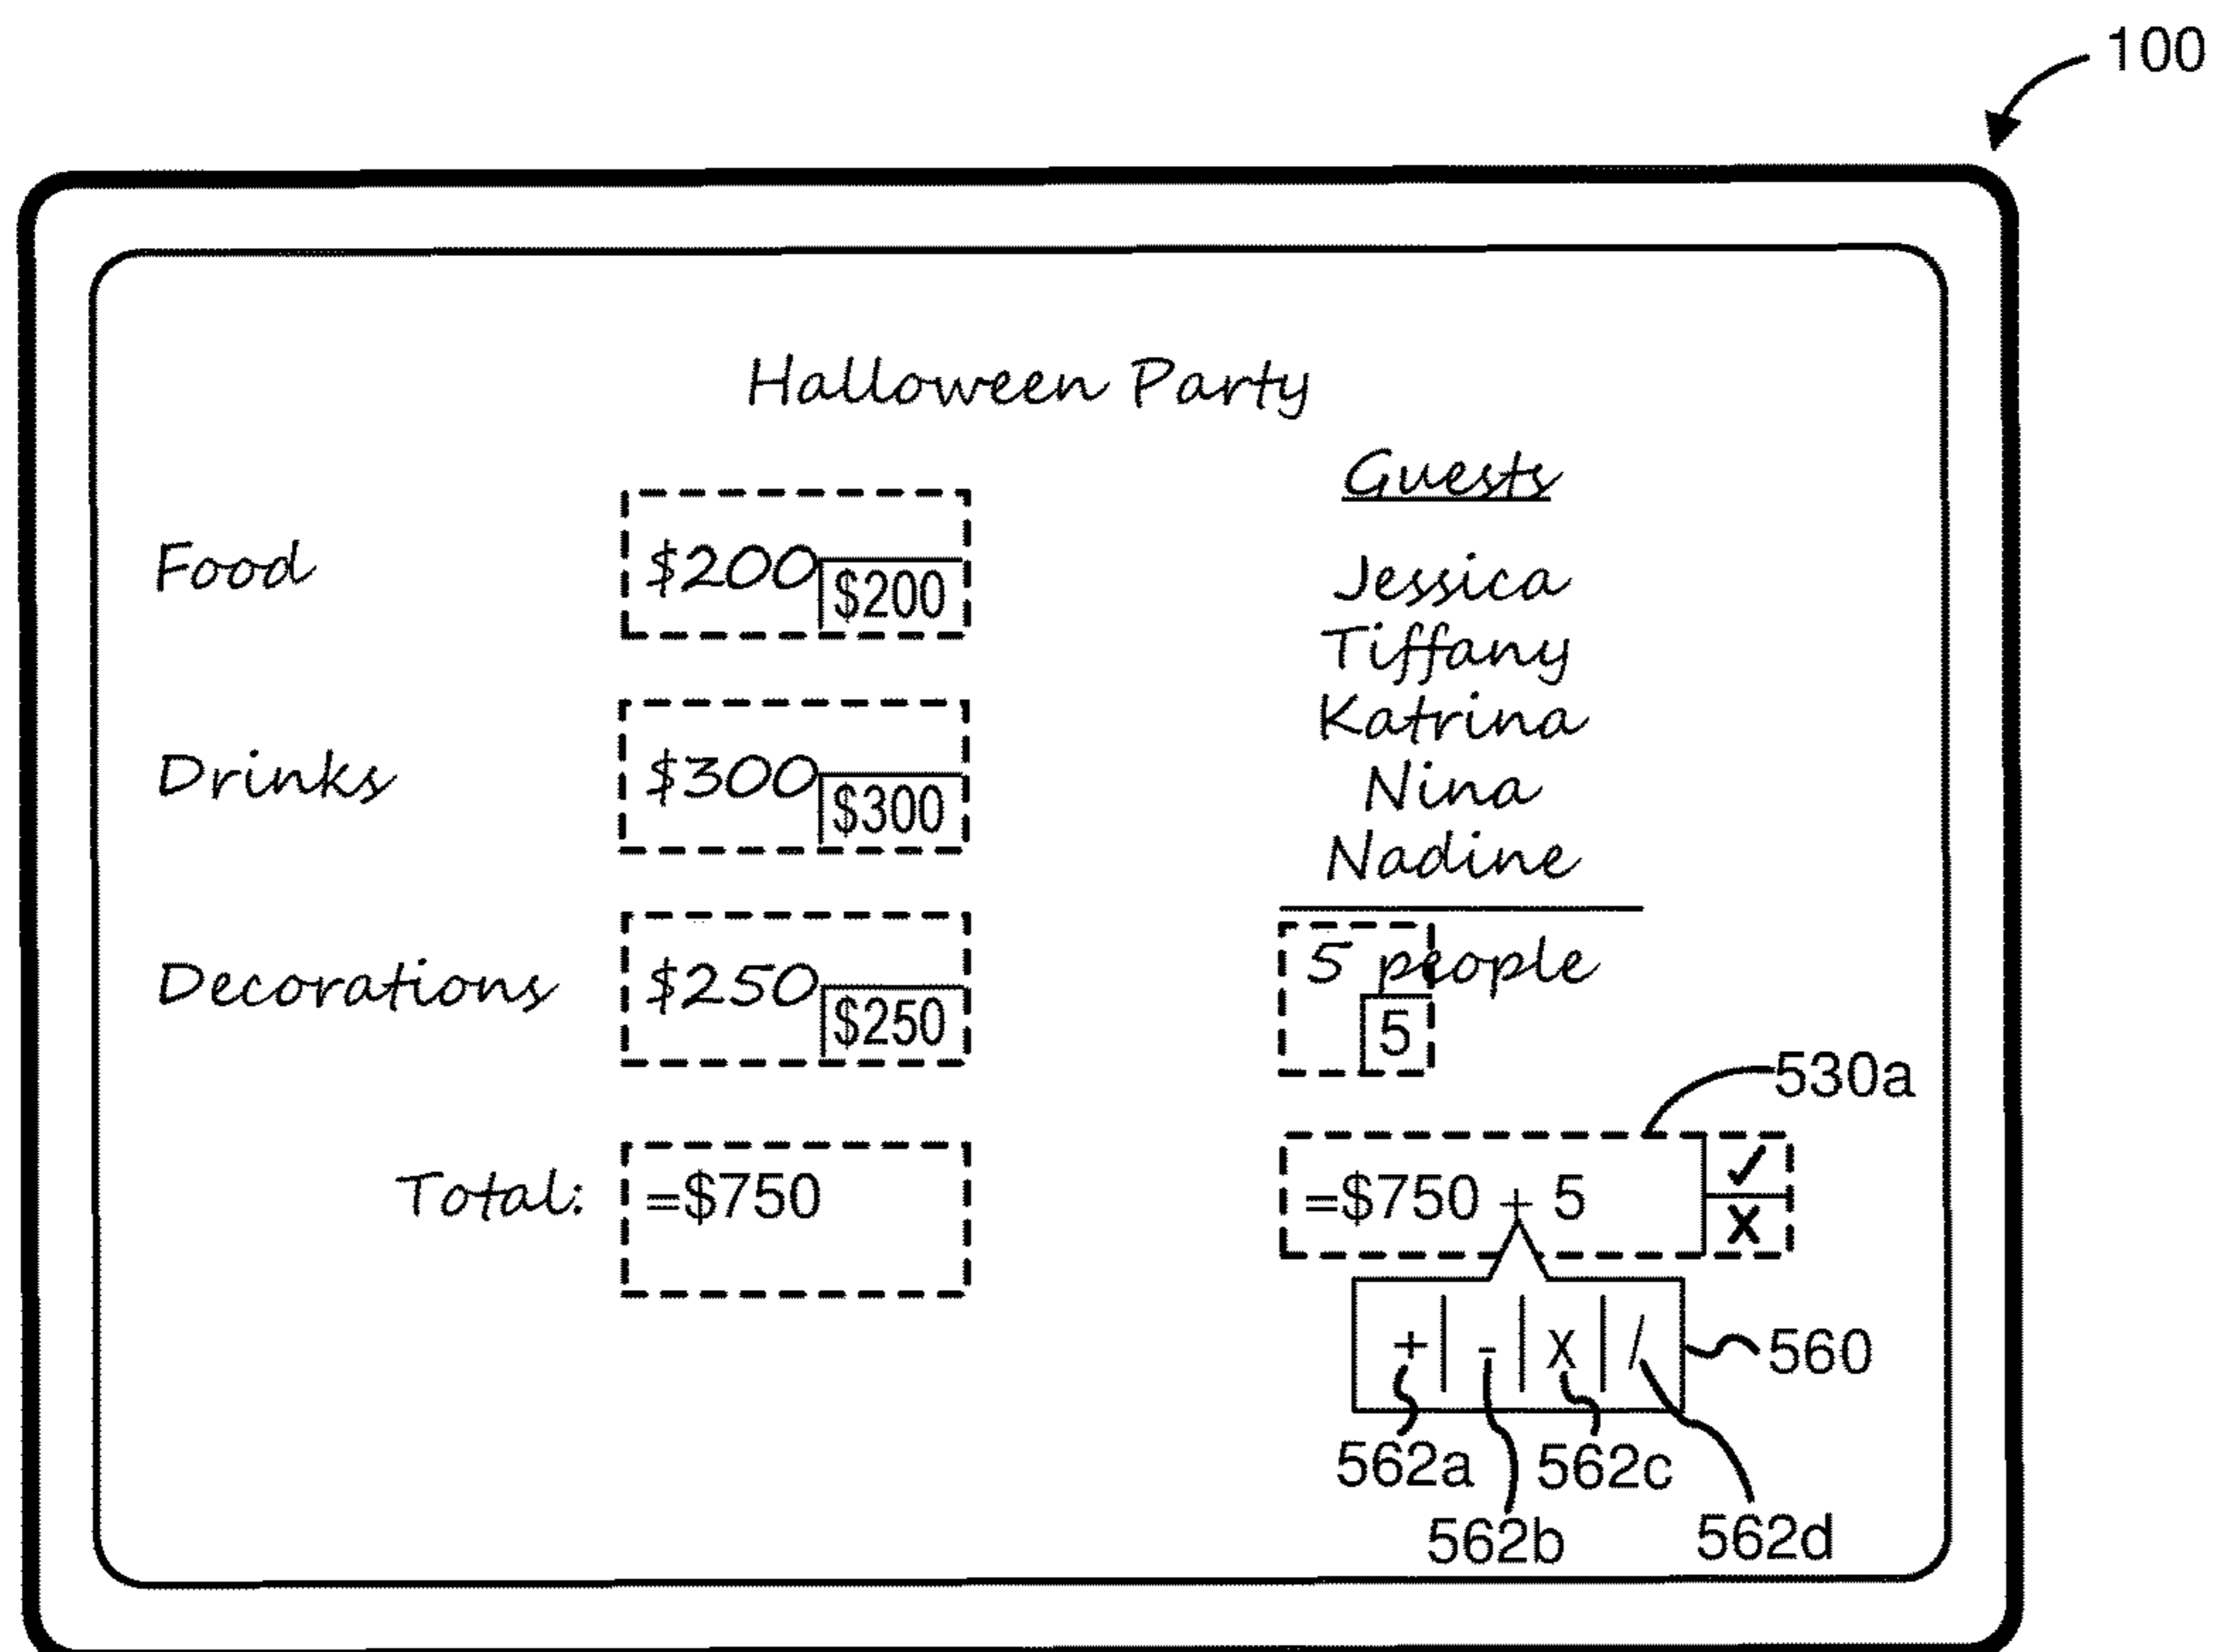 100
Halloween Party
Guests
Food $200 $200
Jessica
Tiffany
Katrina
Drinks $300 $300
Nina
Nadine
Decorations $250 $250
5 people
5
530a
Total: =$750
=$750 + 5 ✓
X
+ | - | x | /
560
562a 562c
562b 562d